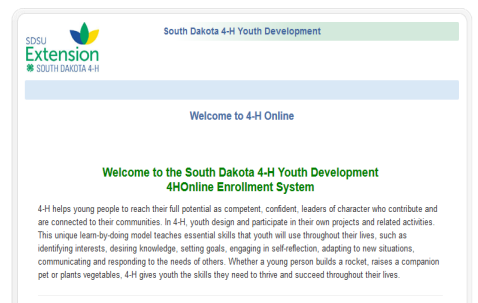 South Dakota 4-H Youth Development
SDSU
Extension
SOUTH DAKOTA 4-H
Welcome to 4-H Online
Welcome to the South Dakota 4-H Youth Development
4HOnline Enrollment System
4-H helps young people to reach their full potential as competent, confident, leaders of character who contribute and
are connected to their communities. In 4-H, youth design and participate in their own projects and related activities.
This unique learn-by-doing model teaches essential skills that youth will use throughout their lives, such as
identifying interests, desiring knowledge, setting goals, engaging in self-reflection, adapting to new situations,
communicating and responding to the needs of others. Whether a young person builds a rocket, raises a companion
pet or plants vegetables, 4-H gives youth the skills they need to thrive and succeed throughout their lives.